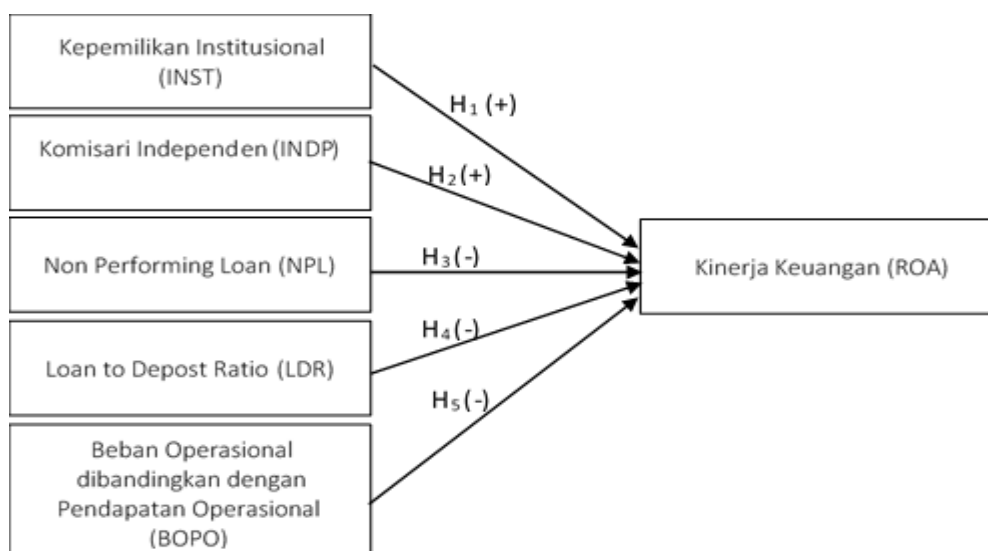 Kepemilikan Institusional
(INST)
H₁ (+)
Komisari Independen (INDP)
H₂ (+)
Non Performing Loan (NPL)
H₃ (-)
Kinerja Keuangan (ROA)
H₄ (-)
Loan to Depost Ratio (LDR)
H₅ (-)
Beban Operasional
dibandingkan dengan
Pendapatan Operasional
(BOPO)